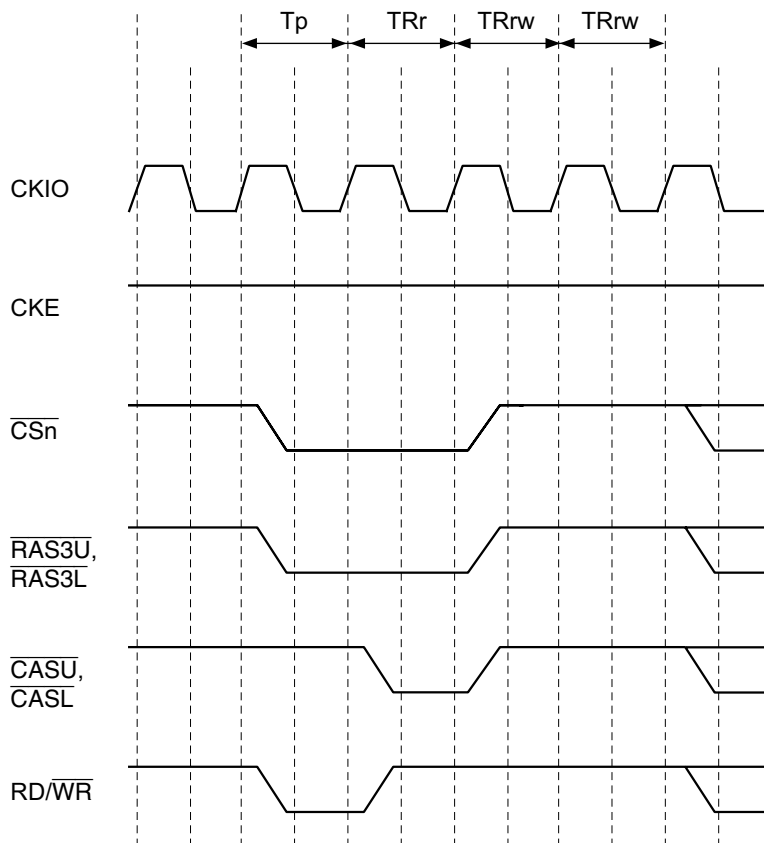 Tp TRr TRrw TRrw
CKIO
CKE
CSn
RAS3U,
RAS3L
CASU,
CASL
RD/WR